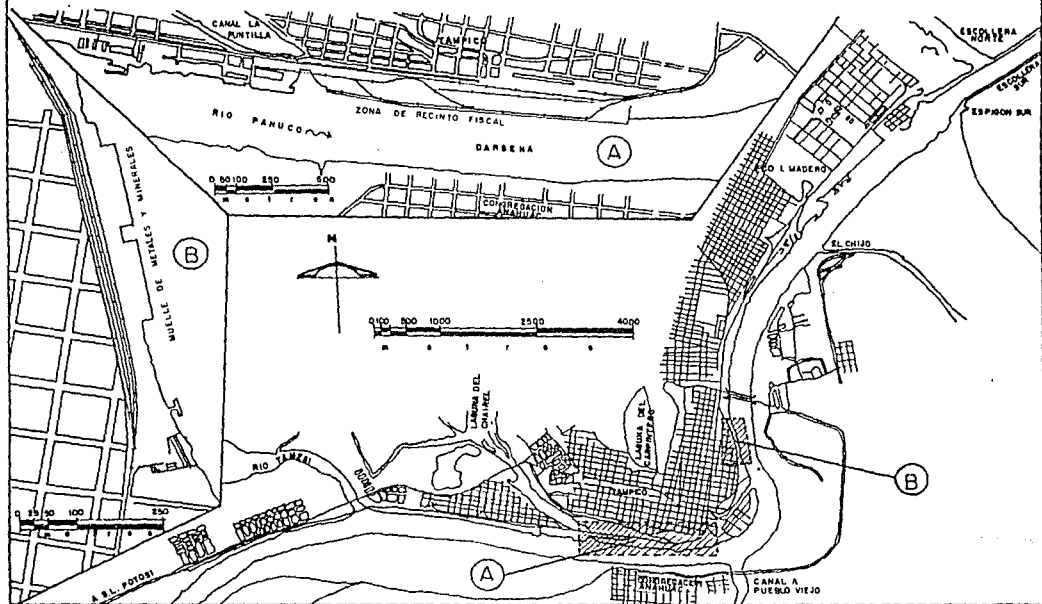 CANAL LA
PUNTILLA
TAMPICO
ZONA DE RECINTO FISCAL
RIO PANUCO
DARSENA
A
0 50 100 250 500
m e t r o s
CONGREGACION
ANAHUAC
MUELLE DE METALES Y MINERALES
B
0 25 50 100 250
m e t r o s
N
0 100 500 1000 2500 4000
m e t r o s
ESCOLLERA
NORTE
ESCOLLERA
SUR
ESPIGON SUR
CD. MADERO
EL CHIJO
LAGUNA DEL
CHAIREL
LAGUNA DEL
CARPINTERO
RIO TAMESI
TAMPICO
B
A S.L. POTOSI
A
CONGREGACION
ANAHUAC
CANAL A
PUEBLO VIEJO